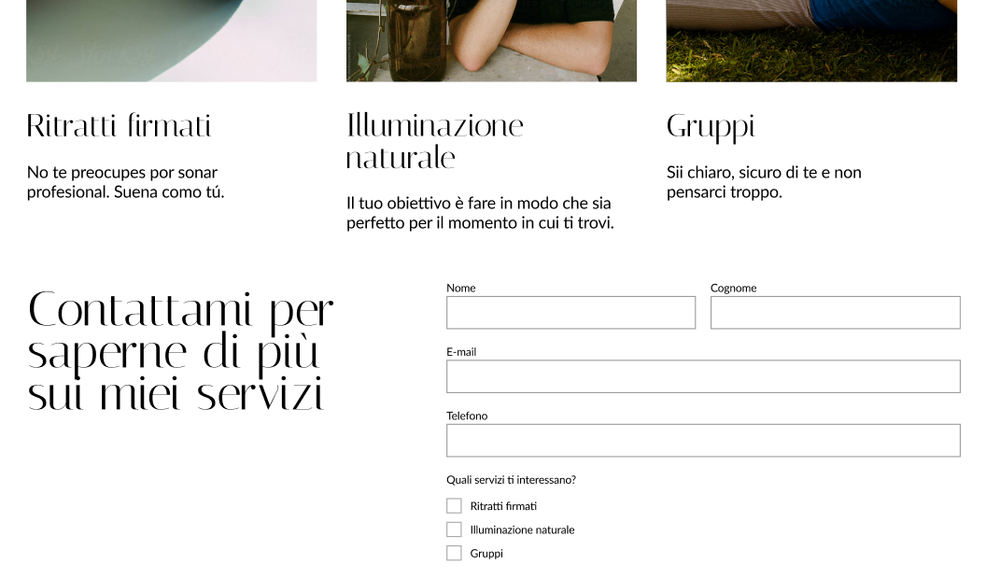 Ritratti firmati
No te preocupes por sonar
profesional. Suena como tú.
Illuminazione
naturale
Il tuo obiettivo è fare in modo che sia
perfetto per il momento in cui ti trovi.
Gruppi
Sii chiaro, sicuro di te e non
pensarci troppo.
Contattami per
saperne di più
sui miei servizi
Nome
Cognome
E-mail
Telefono
Quali servizi ti interessano?
Ritratti firmati
Illuminazione naturale
Gruppi